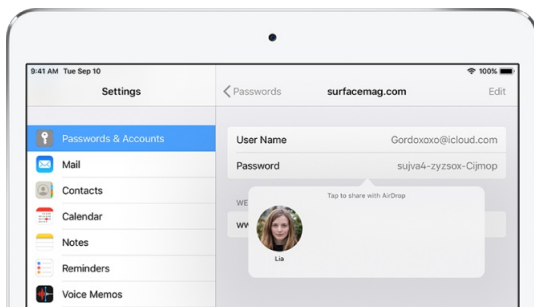 9:41 AM Tue Sep 10
100%
Settings
Passwords
surfacemag.com
Edit
Passwords & Accounts
Mail
Contacts
Calendar
Notes
Reminders
Voice Memos
User Name
Gordoxoxo@icloud.com
Password
sujva4-zyzsox-Cijmop
Tap to share with AirDrop
WE
Lia